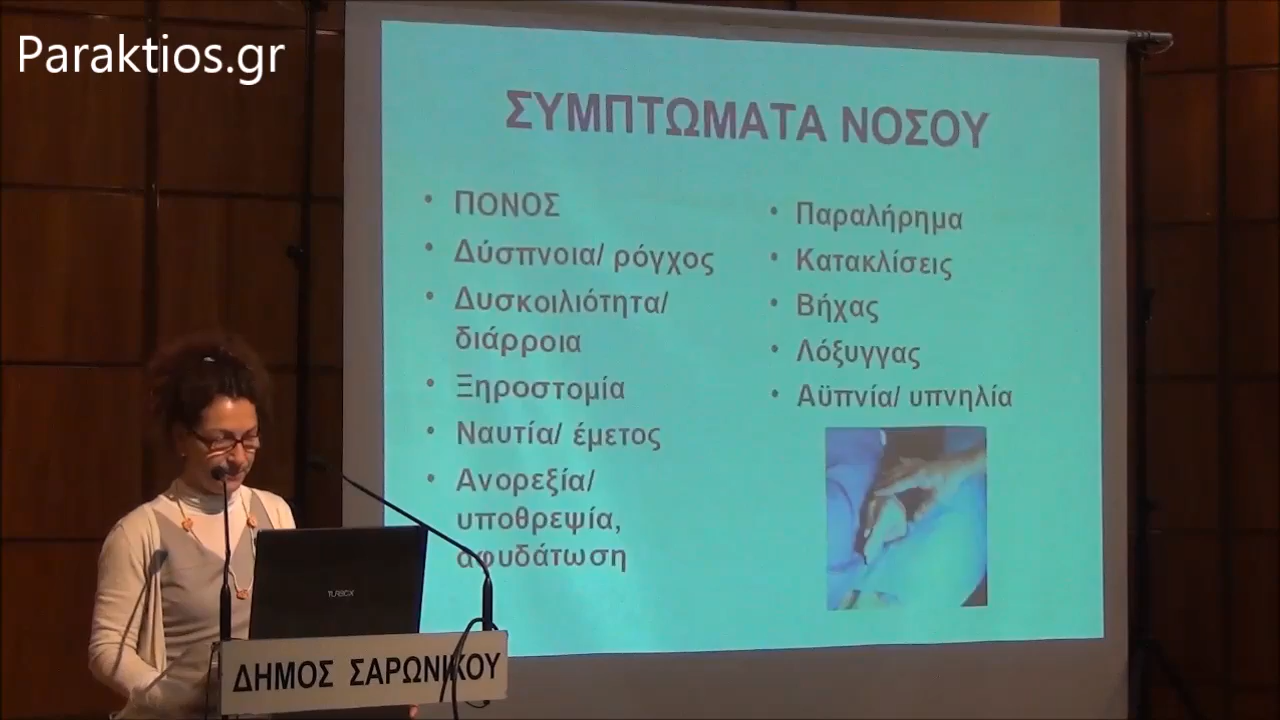 Paraktios.gr
ΣΥΜΠΤΩΜΑΤΑ ΝΟΣΟΥ
• ΠΟΝΟΣ
• Δύσπνοια/ ρόγχος
• Δυσκοιλιότητα/
διάρροια
• Ξηροστομία
• Ναυτία/ έμετος
• Ανορεξία/
υποθρεψία,
αφυδάτωση
• Παραλήρημα
• Κατακλίσεις
• Βήχας
• Λόξυγγας
• Αϋπνία/ υπνηλία
TURBOX
ΔΗΜΟΣ ΣΑΡΩΝΙΚΟΥ